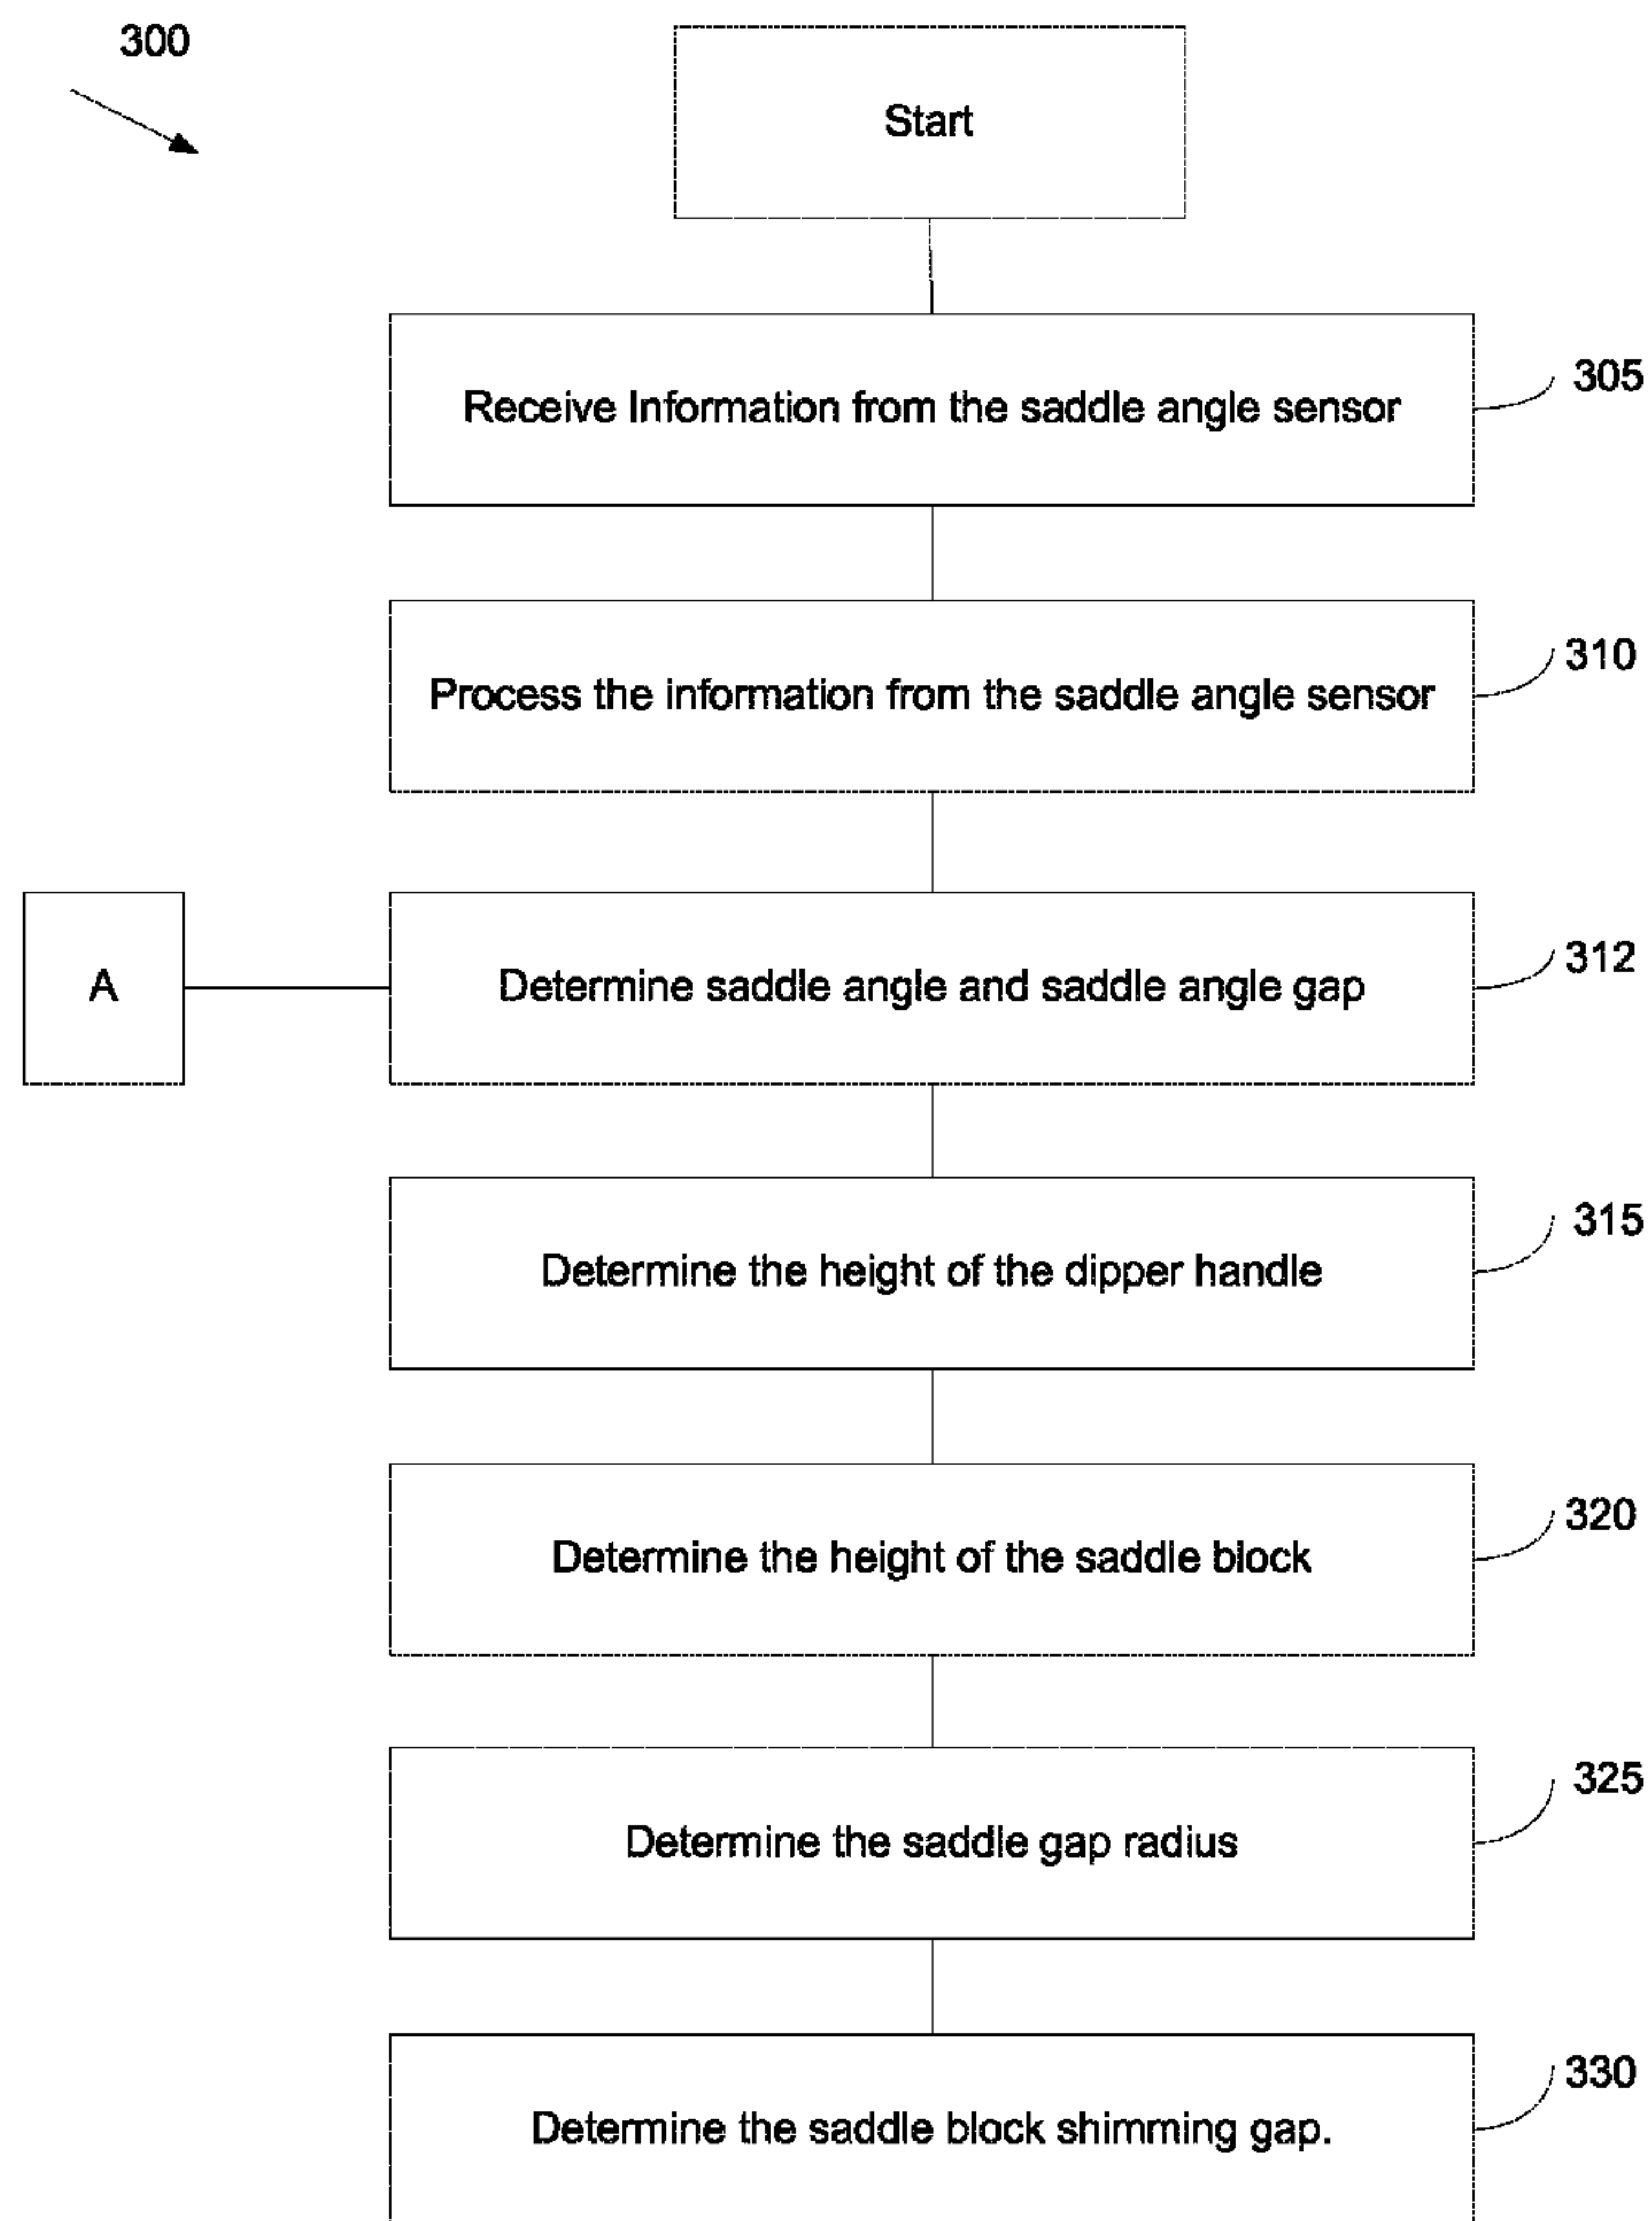 300
Start
Receive Information from the saddle angle sensor
305
Process the information from the saddle angle sensor
310
A
Determine saddle angle and saddle angle gap
312
Determine the height of the dipper handle
315
Determine the height of the saddle block
320
Determine the saddle gap radius
325
Determine the saddle block shimming gap.
330